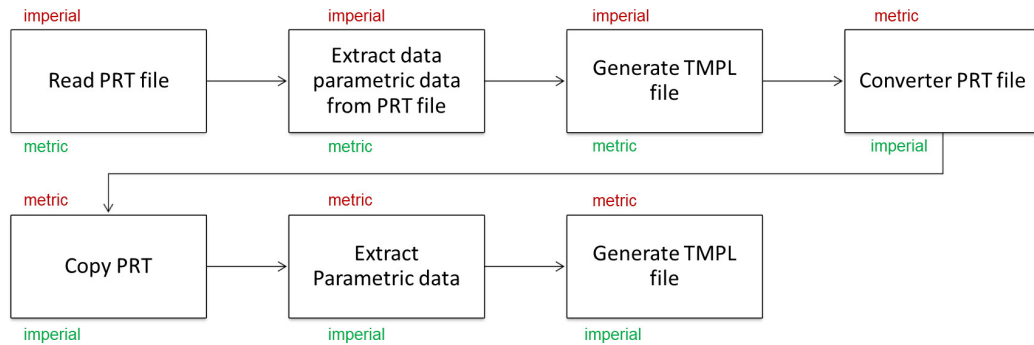 imperial
imperial
imperial
metric
Read PRT file
Extract data
parametric data
from PRT file
Generate TMPL
file
Converter PRT file
metric
metric
metric
imperial
metric
metric
metric
Copy PRT
Extract
Parametric data
Generate TMPL
file
imperial
imperial
imperial